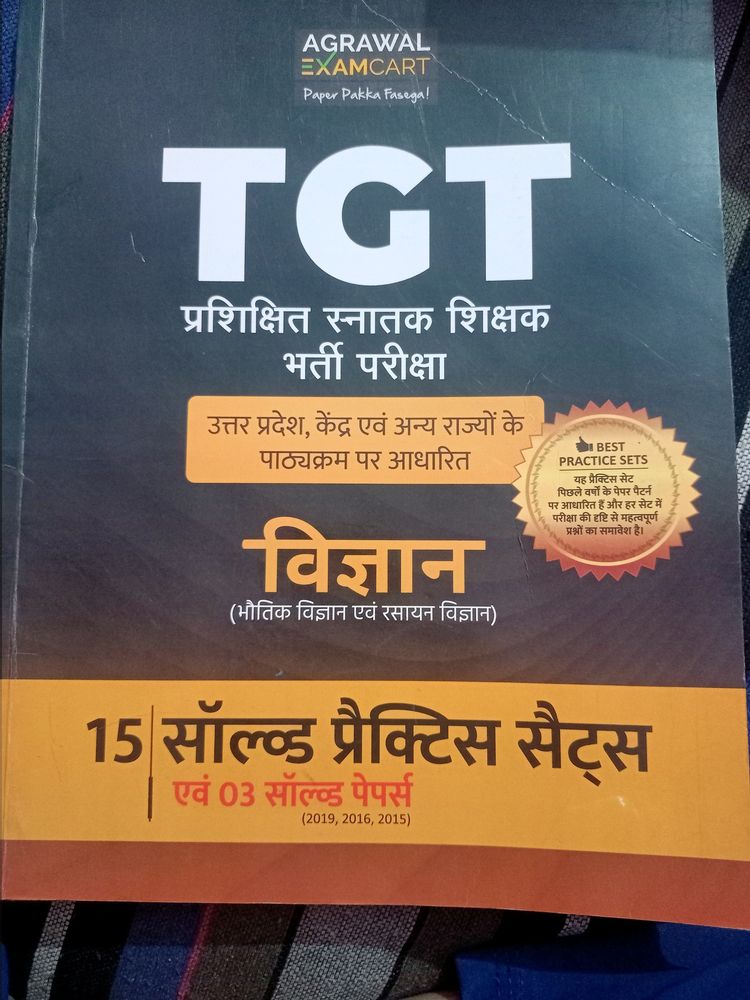 AGRAWAL
EXAMCART
Paper Pakka Fasega!
TGT
प्रशिक्षित स्नातक शिक्षक
भर्ती परीक्षा
उत्तर प्रदेश, केंद्र एवं अन्य राज्यों के
पाठ्यक्रम पर आधारित
BEST
PRACTICE SETS
यह प्रैक्टिस सेट
पिछले वर्षों के पेपर पैटर्न
पर आधारित हैं और हर सेट में
परीक्षा की दृष्टि से महत्वपूर्ण
प्रश्नों का समावेश है।
विज्ञान
(भौतिक विज्ञान एवं रसायन विज्ञान)
15 सॉल्व्ड प्रैक्टिस सैट्स
एवं 03 सॉल्व्ड पेपर्स
(2019, 2016, 2015)